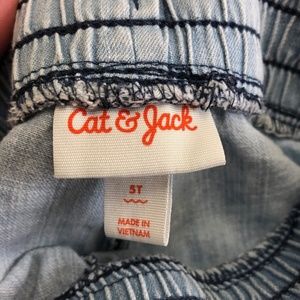 Cat & Jack
5T
MADE IN
VIETNAM